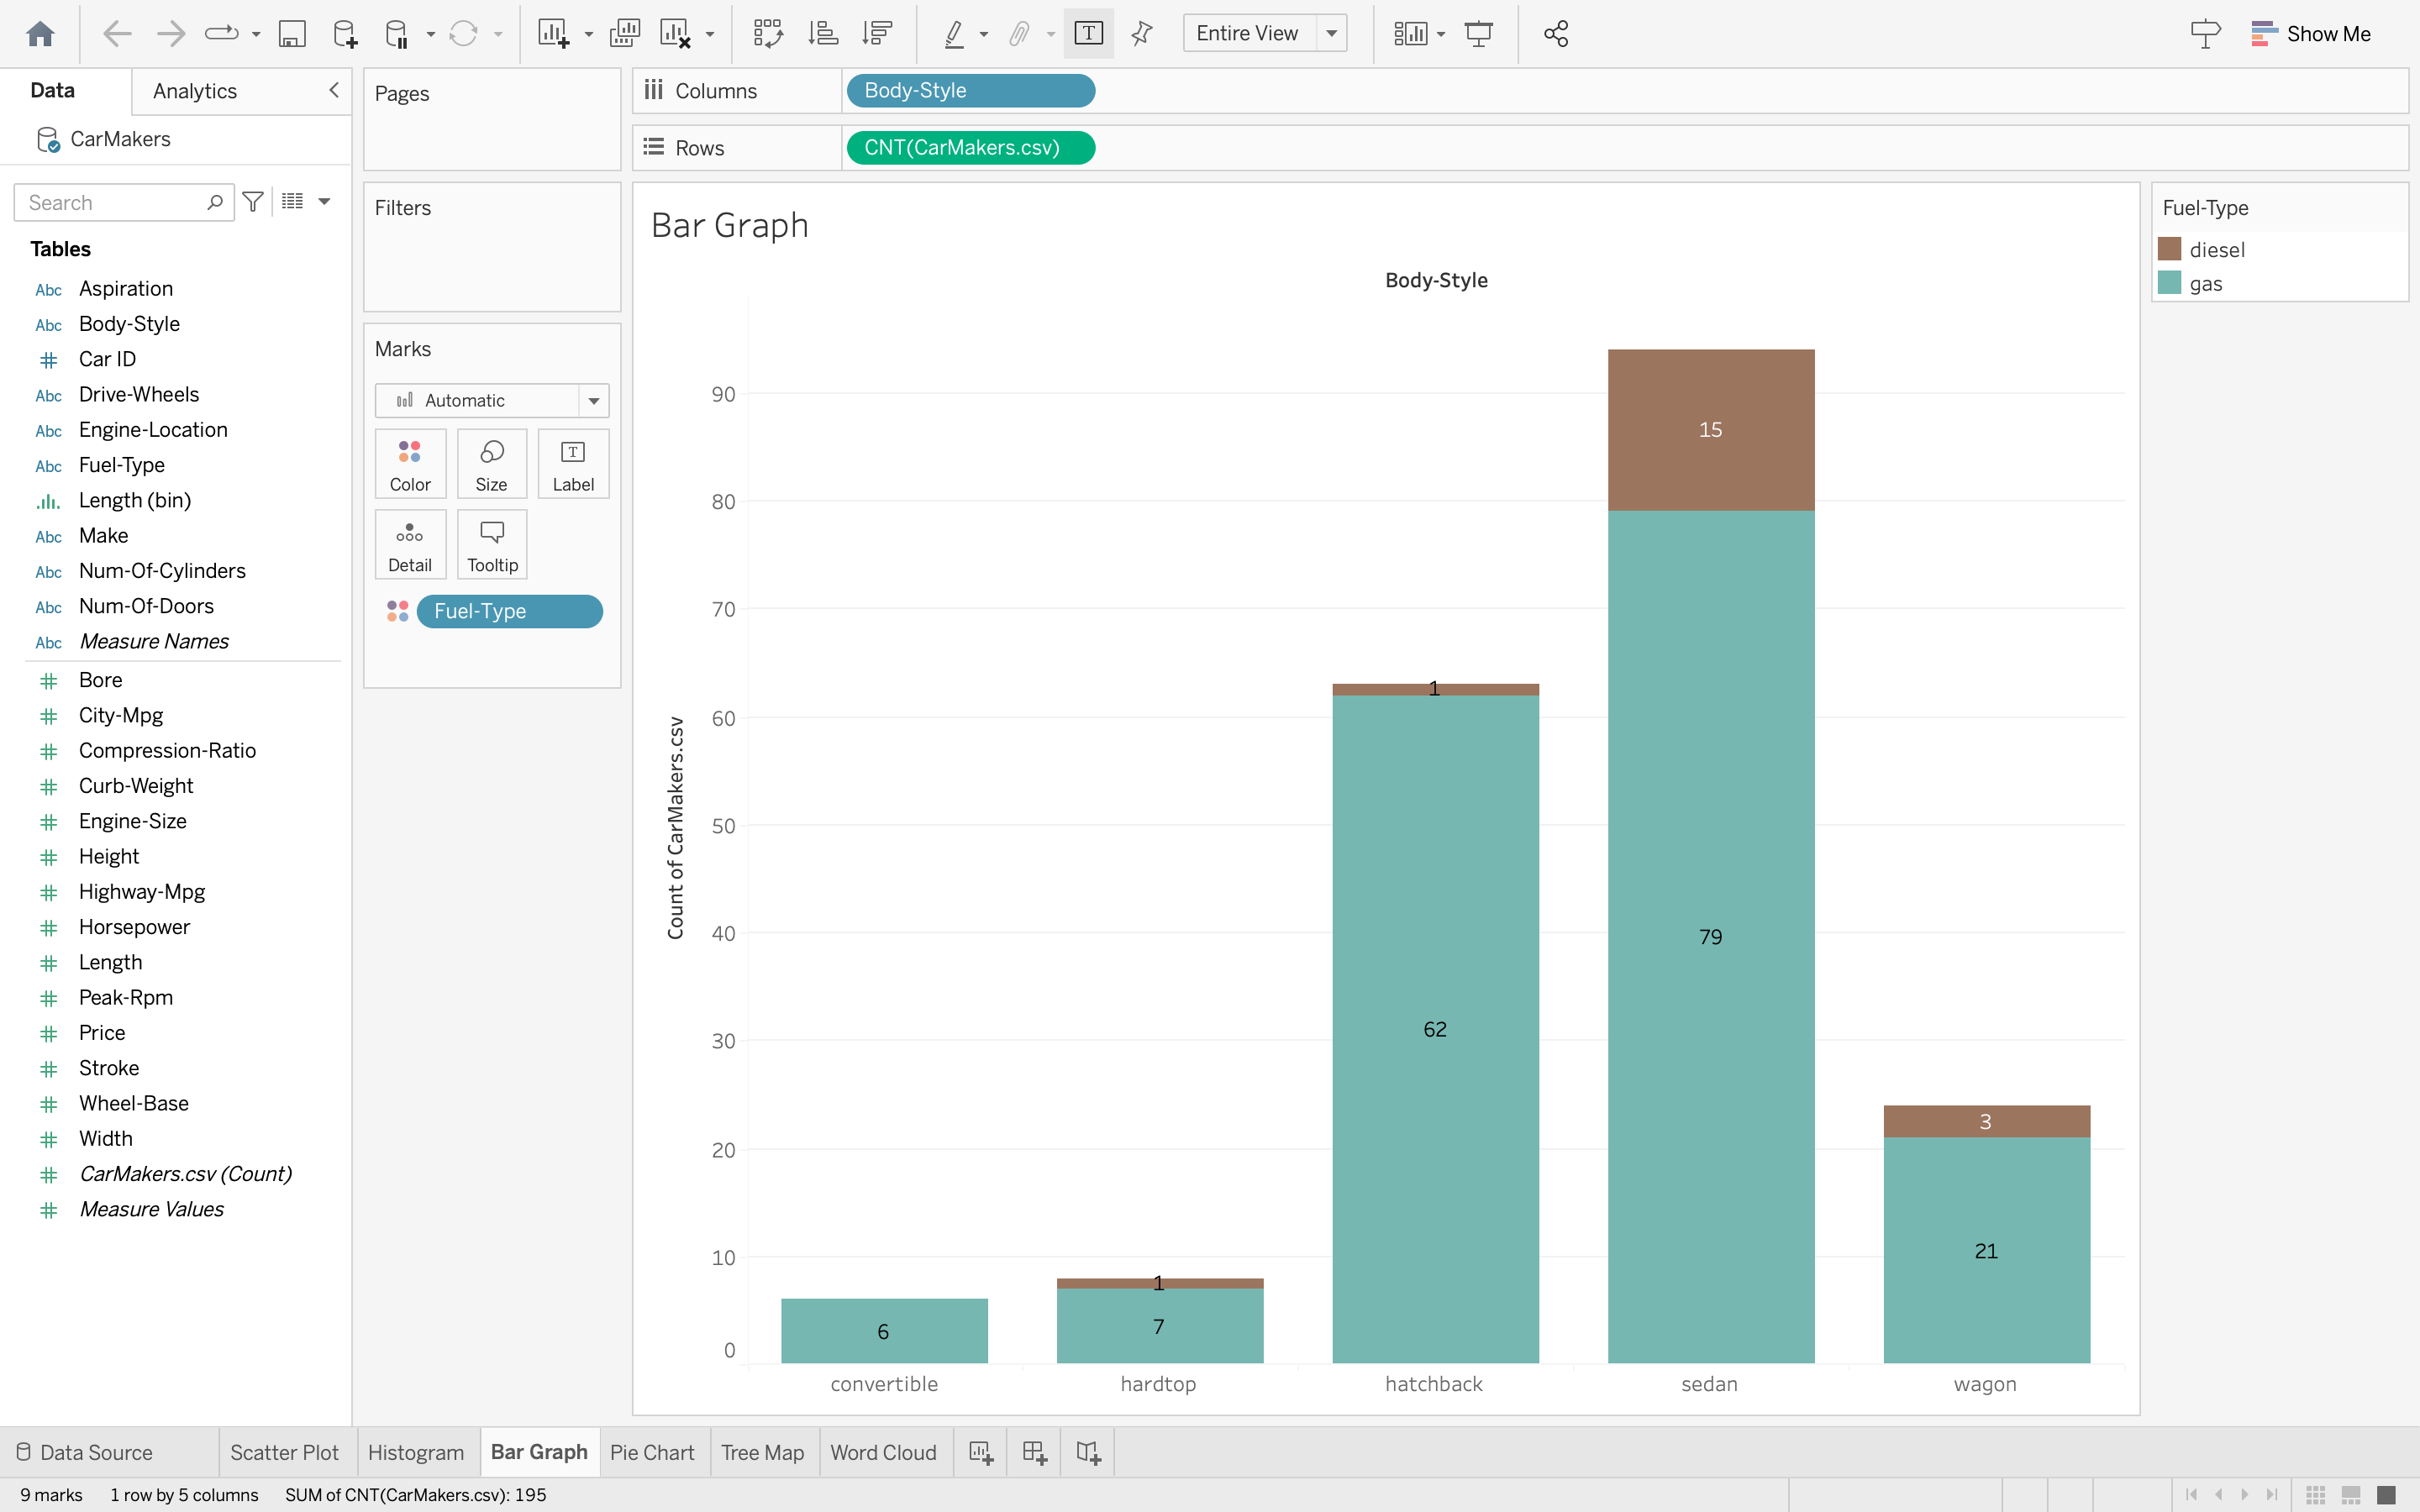 Entire View
Show Me
Data
Analytics
CarMakers
Search
Tables
Abc Aspiration
Abc Body-Style
Car ID
Abc Drive-Wheels
Abc Engine-Location
Abc Fuel-Type
Length (bin)
Abc Make
Abc Num-Of-Cylinders
Abc Num-Of-Doors
Abc Measure Names
Bore
City-Mpg
Compression-Ratio
Curb-Weight
Engine-Size
Height
Highway-Mpg
Horsepower
Length
Peak-Rpm
Price
Stroke
Wheel-Base
Width
CarMakers.csv (Count)
Measure Values
Pages
Filters
Marks
Automatic
Color
Size
T
Label
Detail
Tooltip
Fuel-Type
Columns
Body-Style
Rows
CNT(CarMakers.csv)
Bar Graph
Body-Style
Count of CarMakers.csv
90
80
70
60
50
40
30
20
10
0
6
1
7
1
62
15
79
3
21
convertible
hardtop
hatchback
sedan
wagon
Fuel-Type
diesel
gas
Data Source
Scatter Plot
Histogram
Bar Graph
Pie Chart
Tree Map
Word Cloud
9 marks
1 row by 5 columns
SUM of CNT(CarMakers.csv): 195